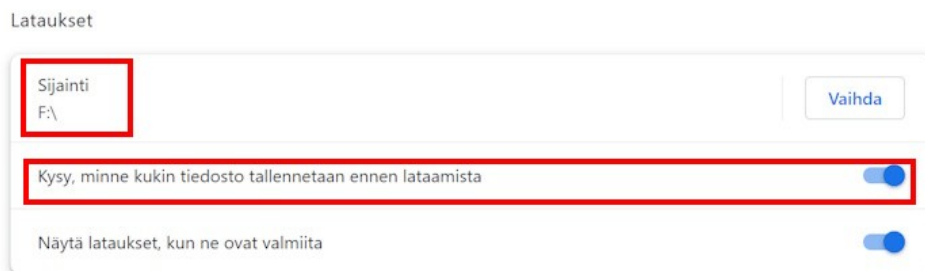 Lataukset
Sijainti
F:\
Vaihda
Kysy, minne kukin tiedosto tallennetaan ennen lataamista
Näytä lataukset, kun ne ovat valmiita